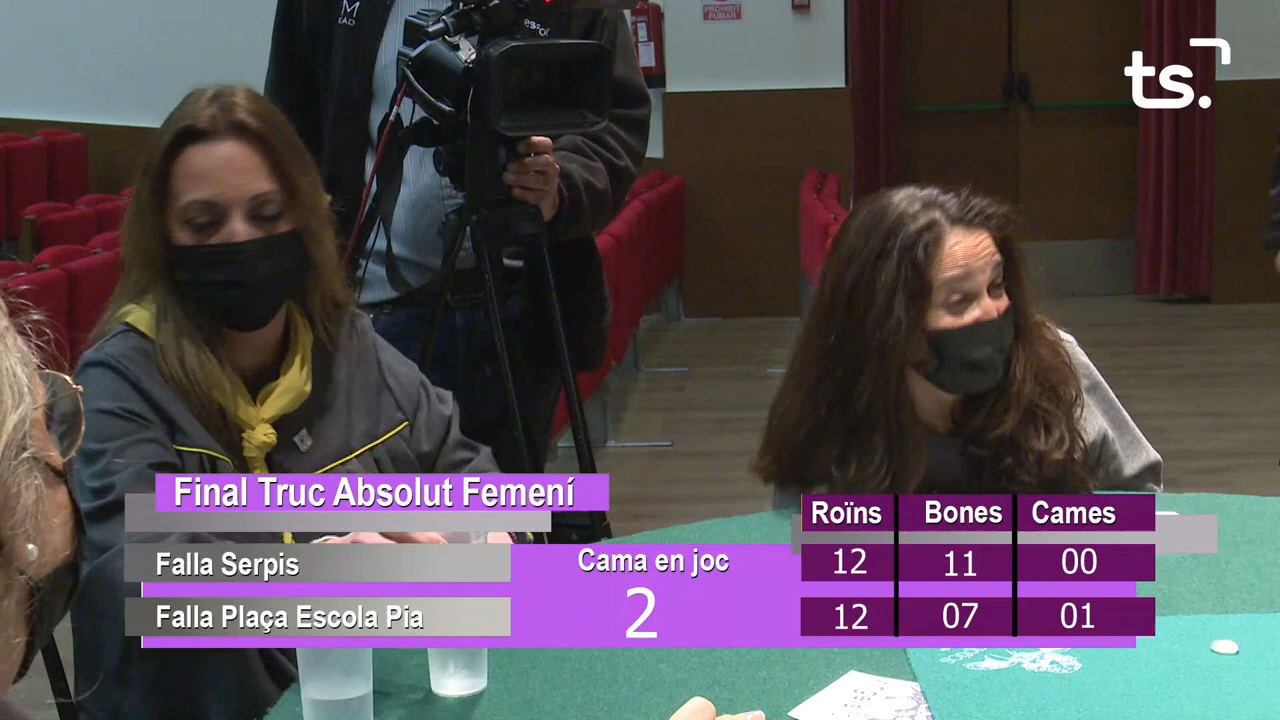 M
PROHIBIT
FUMAR
ts.
Final Truc Absolut Femení
Roïns Bones Cames
Falla Serpis
Cama en joc
12 11 00
2
Falla Plaça Escola Pia
12 07 01